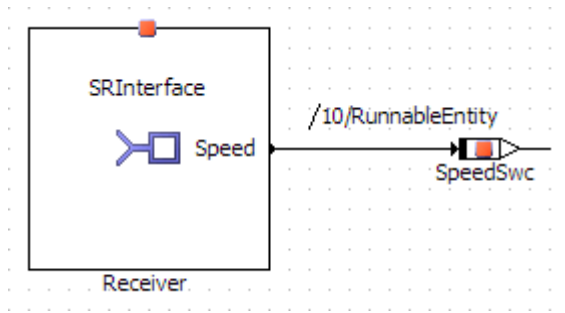 SRInterface
/10/RunnableEntity
Speed
SpeedSwc
Receiver